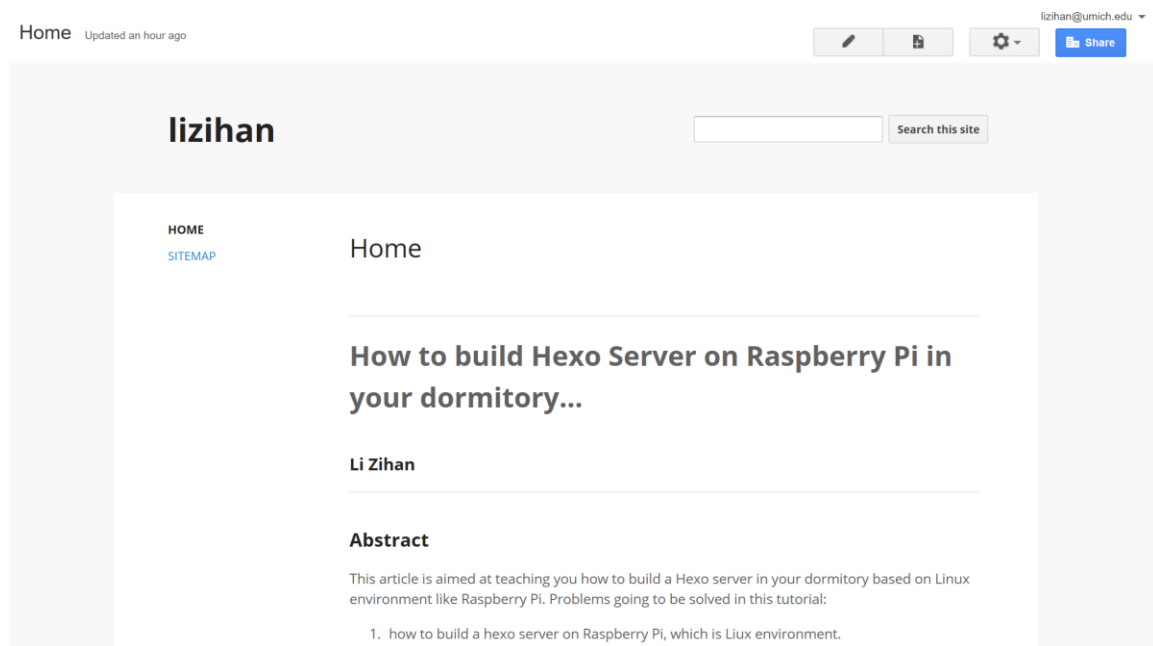 lizihan@umich.edu
Home Updated an hour ago
Share
lizihan
Search this site
HOME
SITEMAP
Home
How to build Hexo Server on Raspberry Pi in
your dormitory...
Li Zihan
Abstract
This article is aimed at teaching you how to build a Hexo server in your dormitory based on Linux
environment like Raspberry Pi. Problems going to be solved in this tutorial:
1. how to build a hexo server on Raspberry Pi, which is Liux environment.